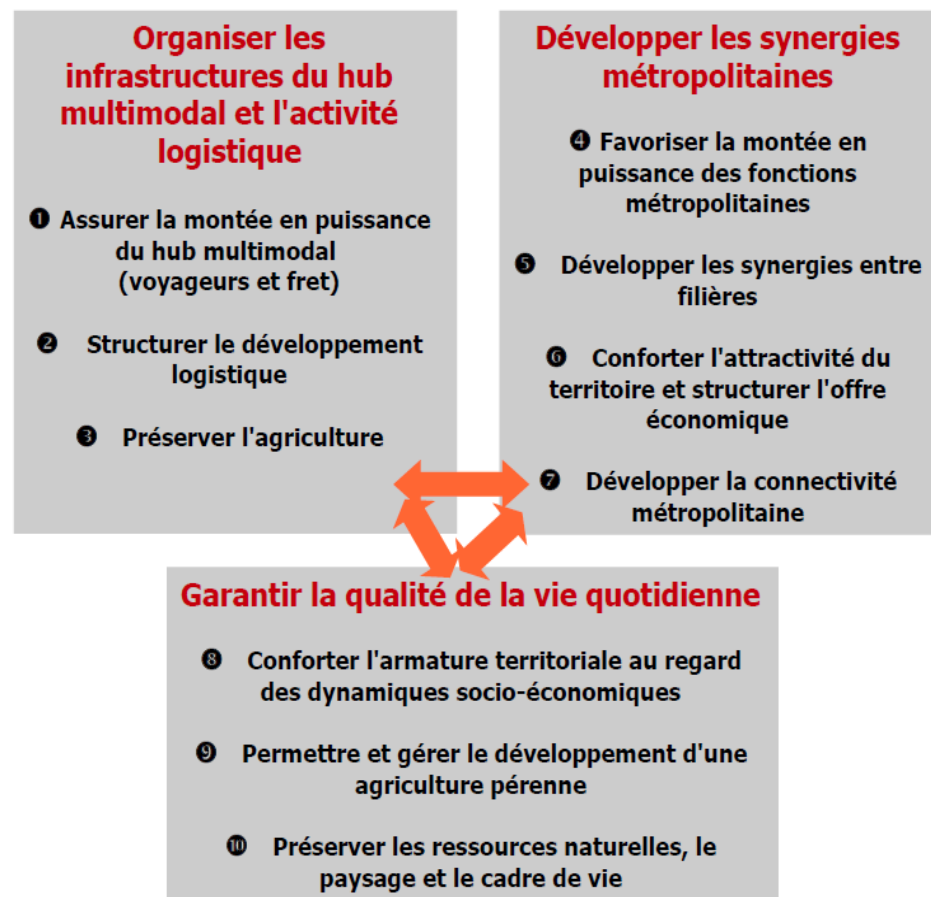 Organiser les
infrastructures du hub
multimodal et l'activité
logistique
❶ Assurer la montée en puissance
du hub multimodal
(voyageurs et fret)
❷ Structurer le développement
logistique
❸ Préserver l'agriculture
Développer les synergies
métropolitaines
❹ Favoriser la montée en
puissance des fonctions
métropolitaines
❺ Développer les synergies entre
filières
❻ Conforter l'attractivité du
territoire et structurer l'offre
économique
❼ Développer la connectivité
métropolitaine
Garantir la qualité de la vie quotidienne
❽ Conforter l'armature territoriale au regard
des dynamiques socio-économiques
❾ Permettre et gérer le développement d'une
agriculture pérenne
❿ Préserver les ressources naturelles, le
paysage et le cadre de vie